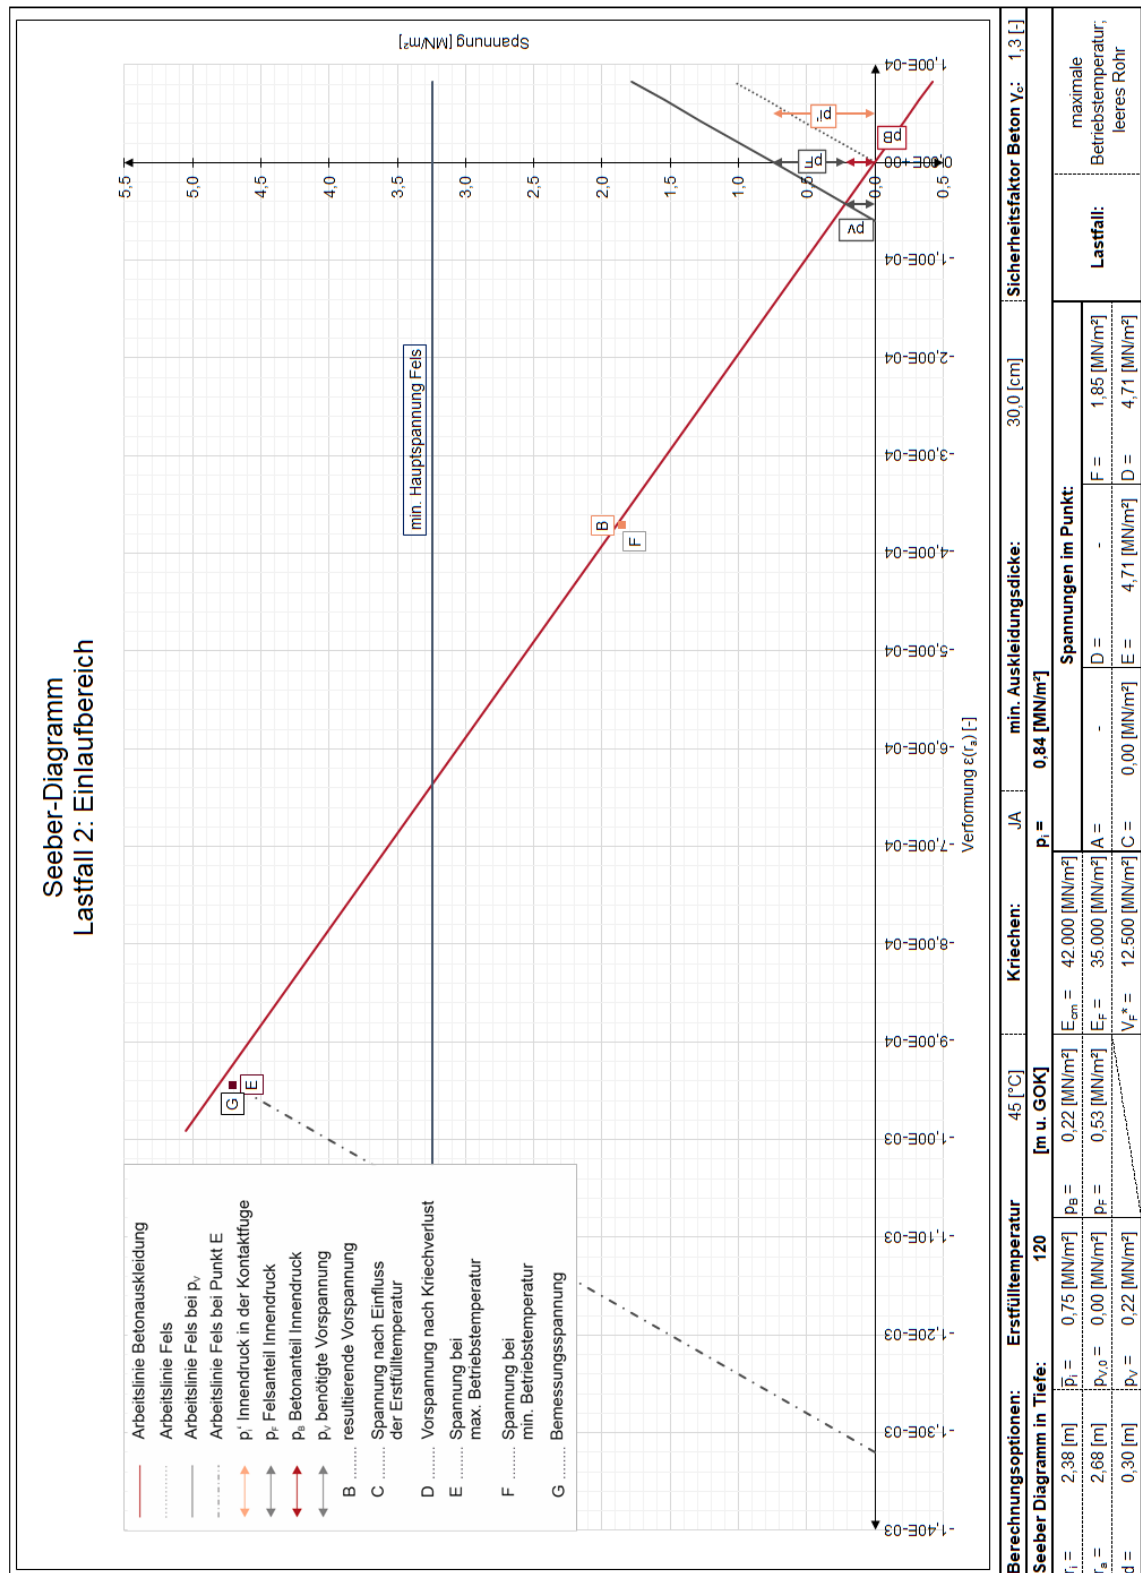 Seeber-Diagramm
Lastfall 2: Einlaufbereich
Spannung [MN/m²]
5,5
5,0
4,5
4,0
3,5
3,0
2,5
2,0
1,5
1,0
0,5
0,0
0,5
-1,40E-03
-1,30E-03
-1,20E-03
-1,10E-03
-1,00E-03
-9,00E-04
-8,00E-04
-7,00E-04
-6,00E-04
-5,00E-04
-4,00E-04
-3,00E-04
-2,00E-04
-1,00E-04
0,00E+00
1,00E-04
Verformung ε(rₐ) [-]
min. Hauptspannung Fels
G
E
B
F
pv
pF
pi'
pB
Arbeitslinie Betonauskleidung
Arbeitslinie Fels
Arbeitslinie Fels bei pᵥ
Arbeitslinie Fels bei Punkt E
pᵢ' Innendruck in der Kontaktfuge
p_F Felsanteil Innendruck
p_B Betonanteil Innendruck
pᵥ benötigte Vorspannung
B ........ resultierende Vorspannung
C ........ Spannung nach Einfluss
der Erstfülltemperatur
D ........ Vorspannung nach Kriechverlust
E ........ Spannung bei
max. Betriebstemperatur
F ........ Spannung bei
min. Betriebstemperatur
G ........ Bemessungsspannung
Berechnungsoptionen: Erstfülltemperatur 45 [°C] Kriechen: JA min. Auskleidungsdicke: 30,0 [cm] Sicherheitsfaktor Beton γ_c: 1,3 [-]
Seeber Diagramm in Tiefe: 120 [m u. GOK] pᵢ = 0,84 [MN/m²]
rᵢ = 2,38 [m] p̅ᵢ = 0,75 [MN/m²] p_B = 0,22 [MN/m²] E_cm = 42.000 [MN/m²] Spannungen im Punkt: Lastfall: maximale Betriebstemperatur; leeres Rohr
rₐ = 2,68 [m] p_V,0 = 0,00 [MN/m²] p_F = 0,53 [MN/m²] E_F = 35.000 [MN/m²] A = - D = - F = 1,85 [MN/m²]
d = 0,30 [m] p_V = 0,22 [MN/m²] V_F* = 12.500 [MN/m²] C = 0,00 [MN/m²] E = 4,71 [MN/m²] D = 4,71 [MN/m²]